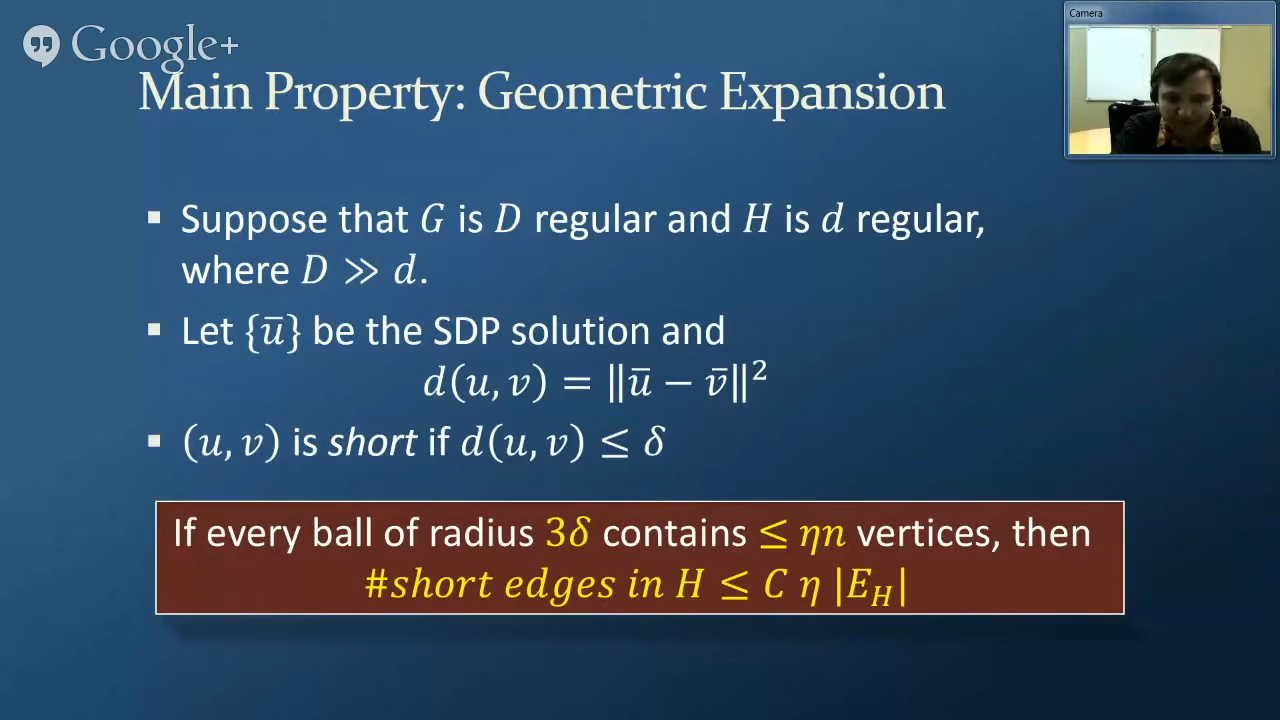 Google+
Camera
Main Property: Geometric Expansion
▪ Suppose that G is D regular and H is d regular,
where D ≫ d.
▪ Let {ū} be the SDP solution and
d(u, v) = ‖ū − v̄‖²
▪ (u, v) is short if d(u, v) ≤ δ
If every ball of radius 3δ contains ≤ ηn vertices, then
#short edges in H ≤ C η |E_H|